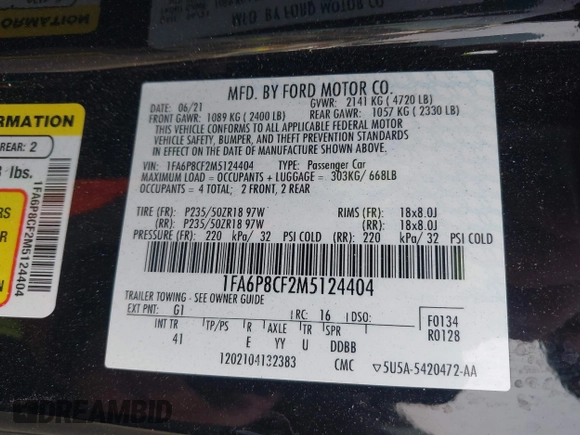 MFD. BY FORD MOTOR CO.
DATE: 06/21 GVWR: 2141 KG ( 4720 LB)
FRONT GAWR: 1089 KG ( 2400 LB) REAR GAWR: 1057 KG ( 2330 LB)
THIS VEHICLE CONFORMS TO ALL APPLICABLE FEDERAL MOTOR
VEHICLE SAFETY, BUMPER, AND THEFT PREVENTION STANDARDS
IN EFFECT ON THE DATE OF MANUFACTURE SHOWN ABOVE.
VIN: 1FA6P8CF2M5124404 TYPE: Passenger Car
MAXIMUM LOAD = OCCUPANTS + LUGGAGE = 303KG/ 668LB
OCCUPANTS = 4 TOTAL; 2 FRONT, 2 REAR
TIRE (FR): P235/50ZR18 97W RIMS (FR): 18x8.0J
(RR): P235/50ZR18 97W (RR): 18x8.0J
PRESSURE (FR): 220 kPa/ 32 PSI COLD (RR): 220 kPa/ 32 PSI COLD
1FA6P8CF2M5124404
TRAILER TOWING - SEE OWNER GUIDE
EXT PNT: G1 RC: 16 DSO:
INT TR TP/PS R AXLE TR SPR
41 E E U DDBB
F0134
R0128
1202104132383 CMC ▽5U5A-5420472-AA
FORMATION
REAR: 2
lbs.
1FA6P8CF2M5124404
DREAMBID